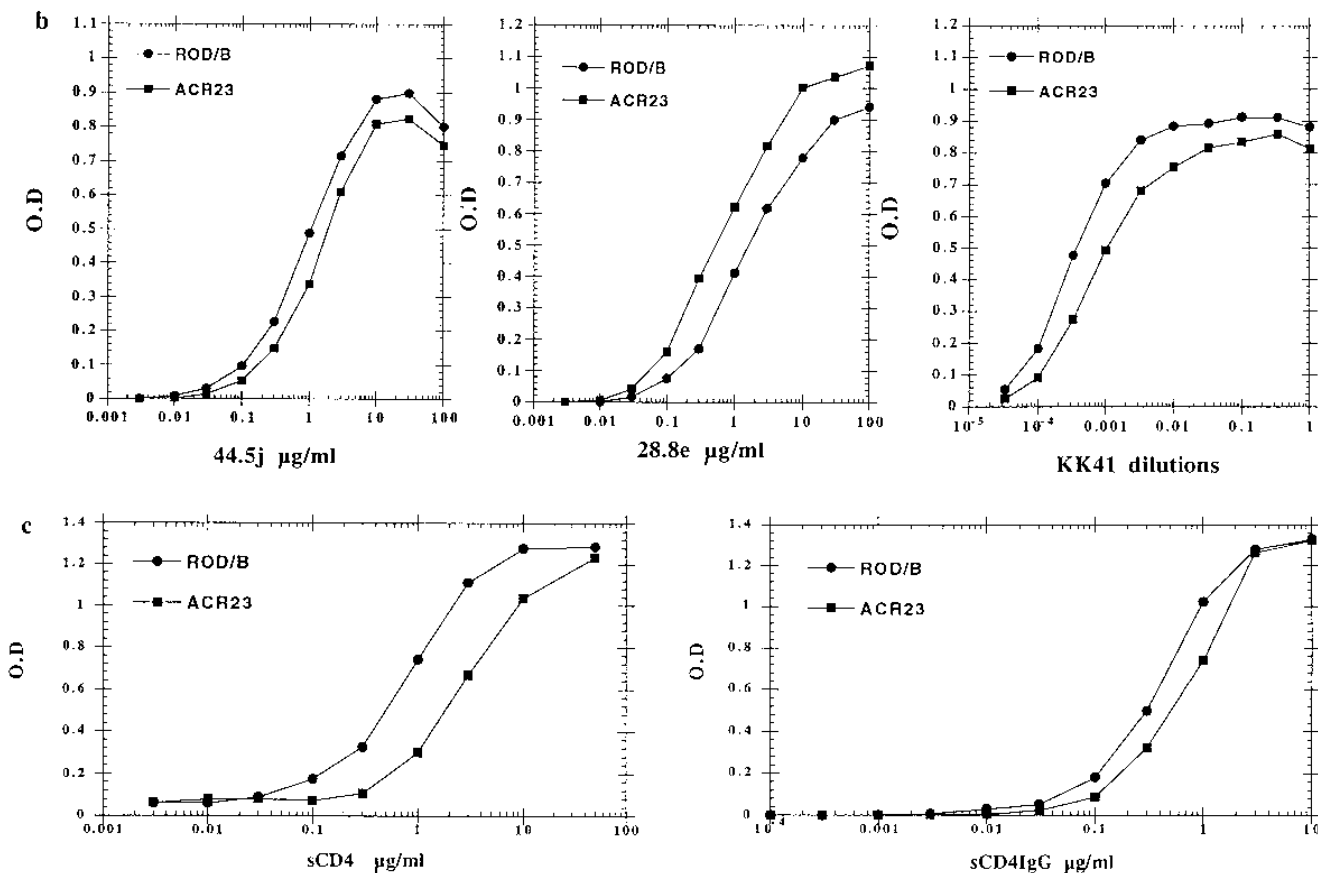 b
1
0.9
0.8
0.7
0.6
0.5
0.4
0.3
0.2
0.1
0
O.D
ROD/B
ACR23
0.001 0.01 0.1 1 10 100
44.5j µg/ml
1.2
1.1
1
0.9
0.8
0.7
0.6
0.5
0.4
0.3
0.2
0.1
0
O.D
ROD/B
ACR23
0.001 0.01 0.1 1 10 100
28.8e µg/ml
1.2
1.1
1
0.9
0.8
0.7
0.6
0.5
0.4
0.3
0.2
0.1
0
O.D
ROD/B
ACR23
10⁻⁵ 10⁻⁴ 0.001 0.01 0.1 1
KK41 dilutions
c
1.4
1.2
1
0.8
0.6
0.4
0.2
0
O.D
ROD/B
ACR23
0.001 0.01 0.1 1 10 100
sCD4 µg/ml
1.4
1.2
1
0.8
0.6
0.4
0.2
0
O.D
ROD/B
ACR23
10⁻⁴ 0.001 0.01 0.1 1 10
sCD4IgG µg/ml